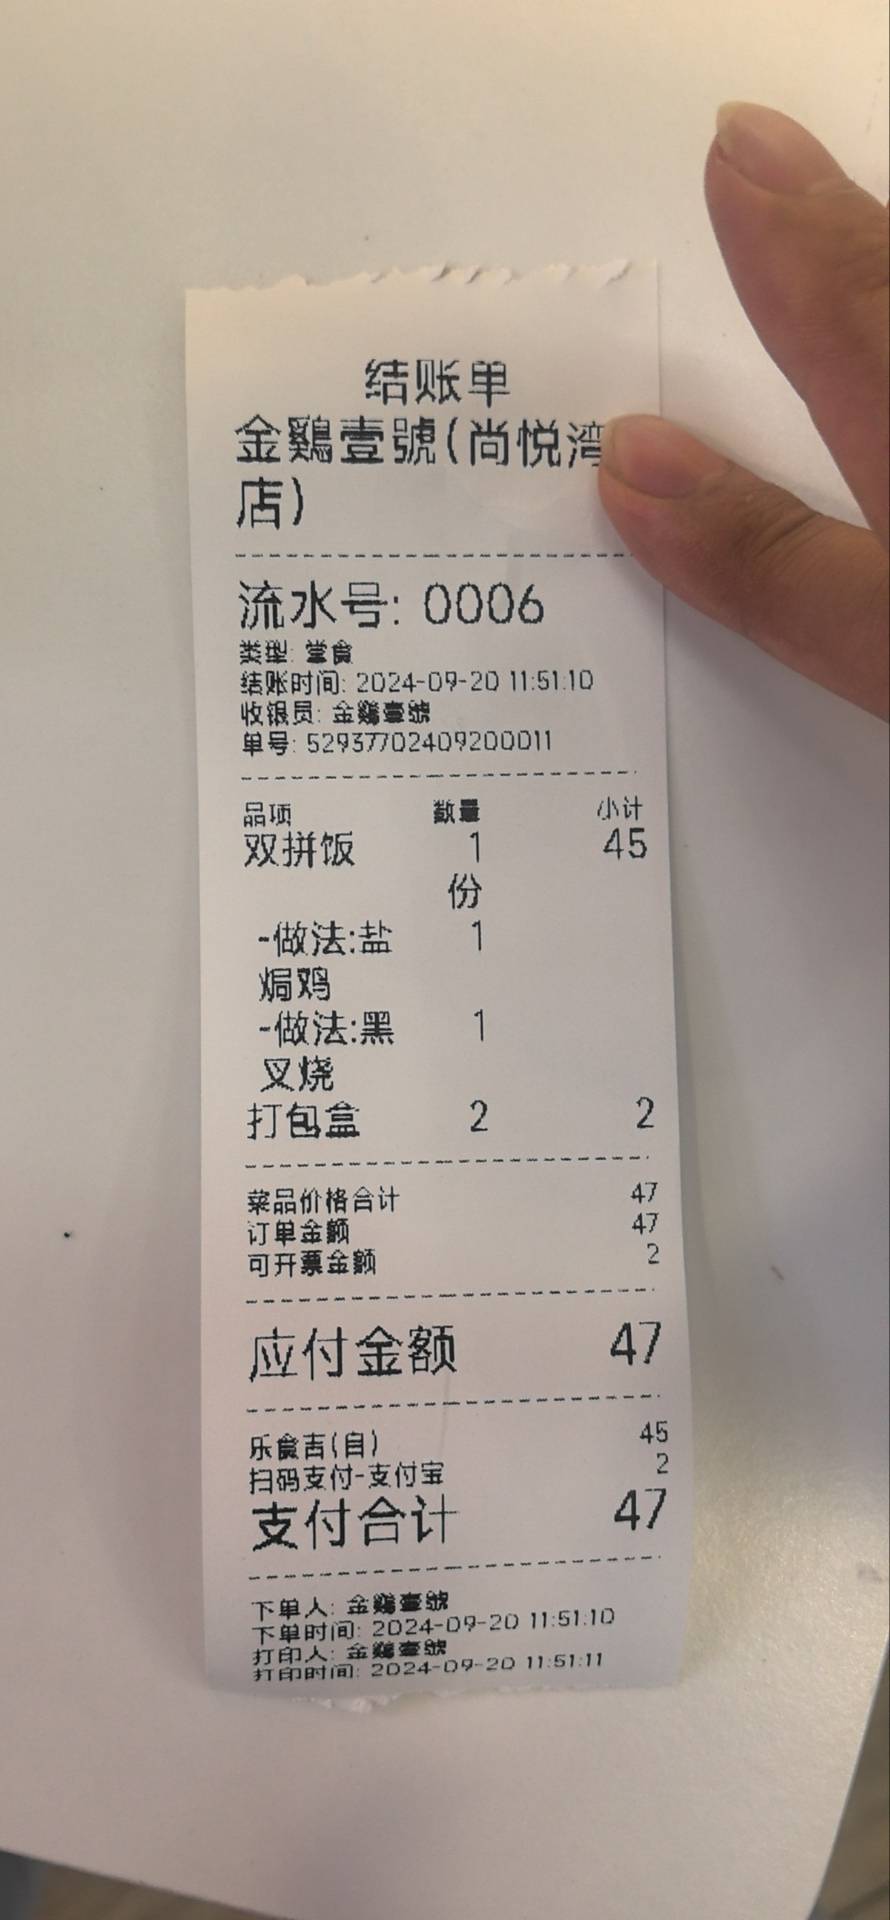 结账单
金鷄壹號(尚悦湾
店)
流水号: 0006
类型: 堂食
结账时间: 2024-09-20 11:51:10
收银员: 金鷄壹號
单号: 52937702409200011
品项 数量 小计
双拼饭 1 45
份
-做法:盐 1
焗鸡
-做法:黑 1
叉烧
打包盒 2 2
菜品价格合计 47
订单金额 47
可开票金额 2
应付金额 47
乐食吉(自) 45
扫码支付-支付宝 2
支付合计 47
下单人: 金鷄壹號
下单时间: 2024-09-20 11:51:10
打印人: 金鷄壹號
打印时间: 2024-09-20 11:51:11